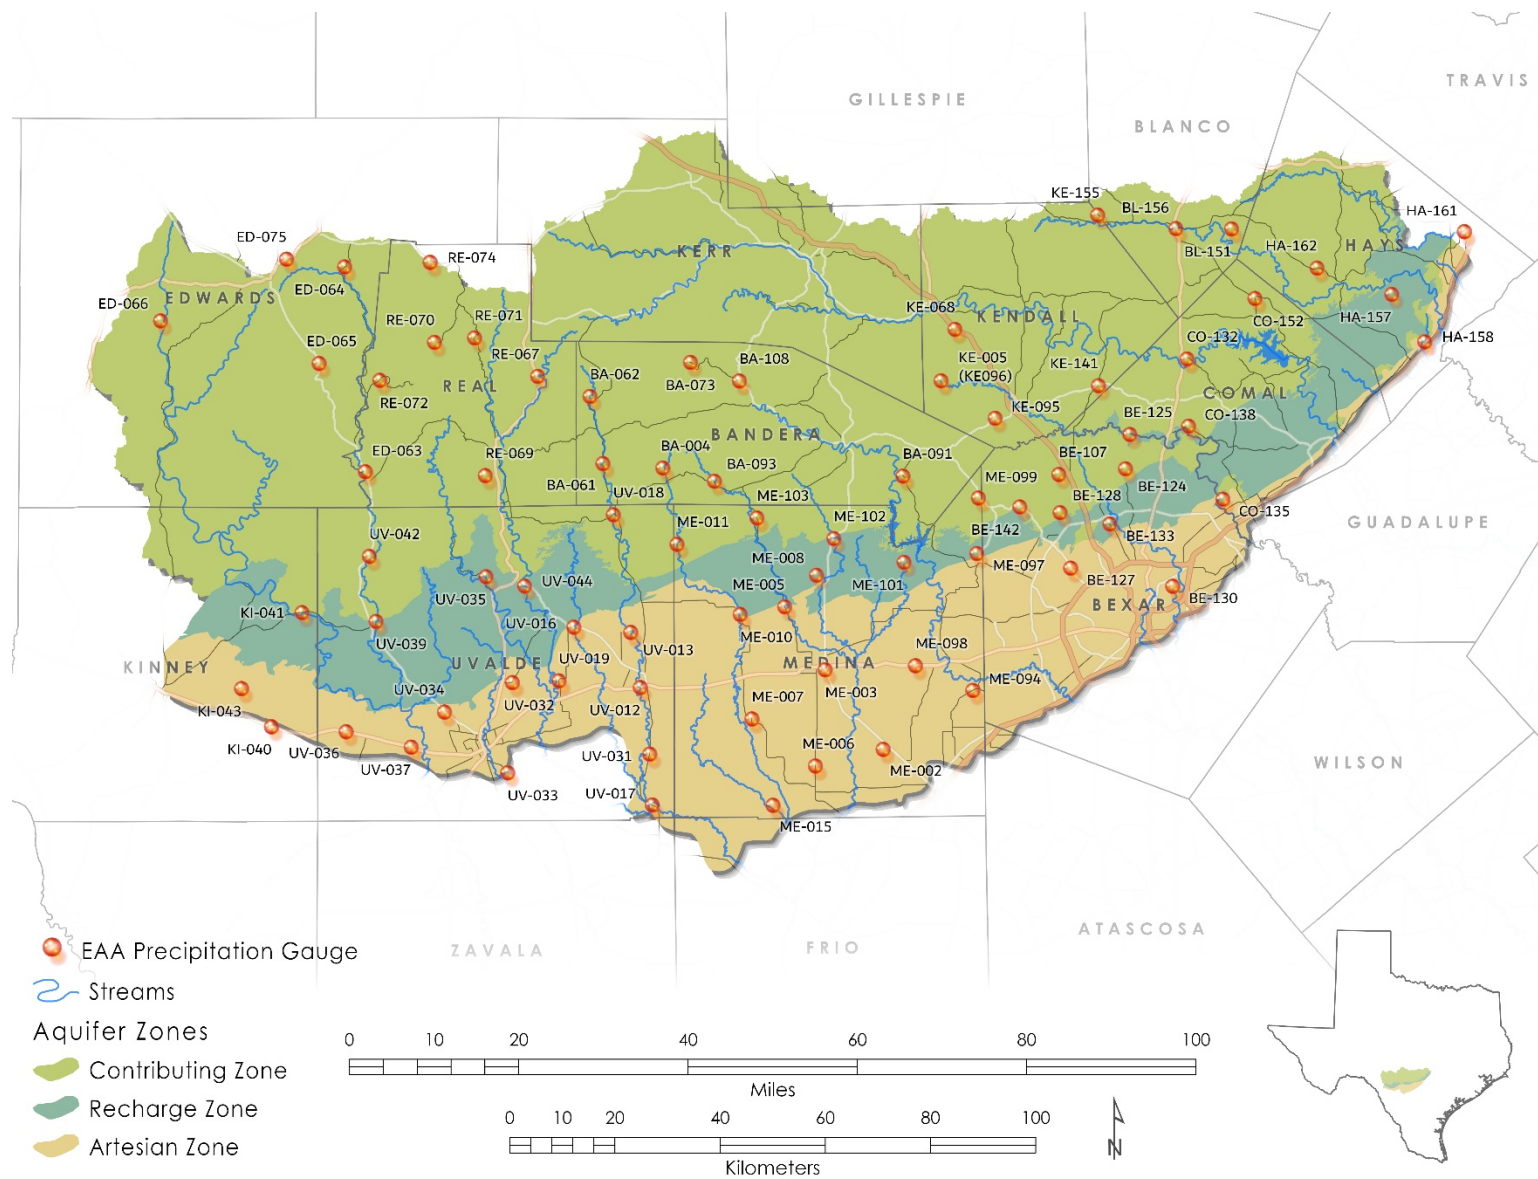 TRAVIS
GILLESPIE
BLANCO
KE-155
BL-156
HA-161
ED-075
RE-074
KERR
BL-151
HA-162
HAYS
ED-066
EDWARDS
ED-064
RE-070
RE-071
KE-068
KENDALL
CO-152
HA-157
ED-065
RE-067
BA-108
KE-005
(KE096)
KE-141
CO-132
HA-158
RE-072
REAL
BA-062
BA-073
COMAL
KE-095
BE-125
CO-138
ED-063
RE-069
BANDERA
BA-004
BA-093
BA-091
BE-107
BA-061
UV-018
ME-103
ME-099
BE-128
BE-124
CO-135
UV-042
ME-011
ME-102
BE-142
BE-133
GUADALUPE
UV-044
ME-008
ME-097
UV-035
ME-005
ME-101
BE-127
BE-130
KI-041
UV-016
BEXAR
UV-039
UV-013
ME-010
ME-098
KINNEY
UVALDE
UV-019
MEDINA
UV-034
UV-032
UV-012
ME-007
ME-003
ME-094
KI-043
KI-040
UV-036
UV-037
UV-031
ME-006
ME-002
WILSON
UV-033
UV-017
ME-015
ZAVALA
FRIO
ATASCOSA
EAA Precipitation Gauge
Streams
Aquifer Zones
Contributing Zone
Recharge Zone
Artesian Zone
0 10 20 40 60 80 100
Miles
0 10 20 40 60 80 100
Kilometers
N